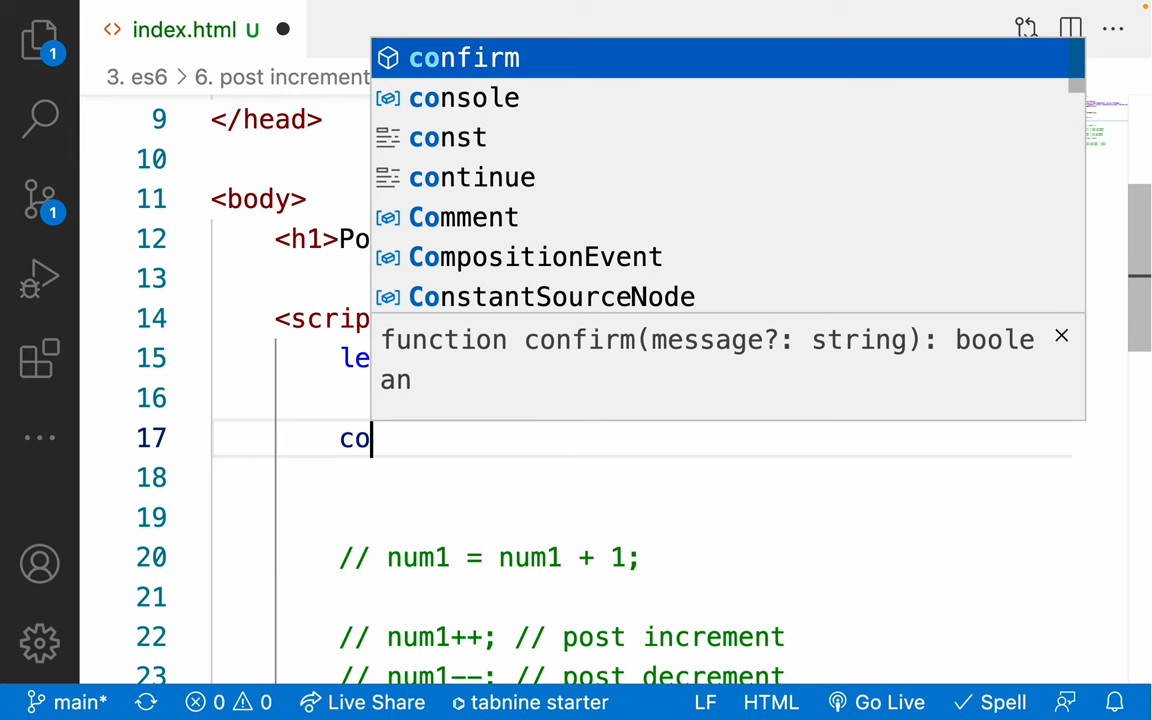 1
index.html U
3. es6 > 6. post increment
confirm
console
const
continue
Comment
CompositionEvent
ConstantSourceNode
function confirm(message?: string): boole
an
9 </head>
10
11 <body>
12 <h1>Po
13
14 <scrip
15 le
16
17 co
18
19
20 // num1 = num1 + 1;
21
22 // num1++; // post increment
23 // num1--; // post decrement
1
main* 0 0 Live Share tabnine starter LF HTML Go Live Spell